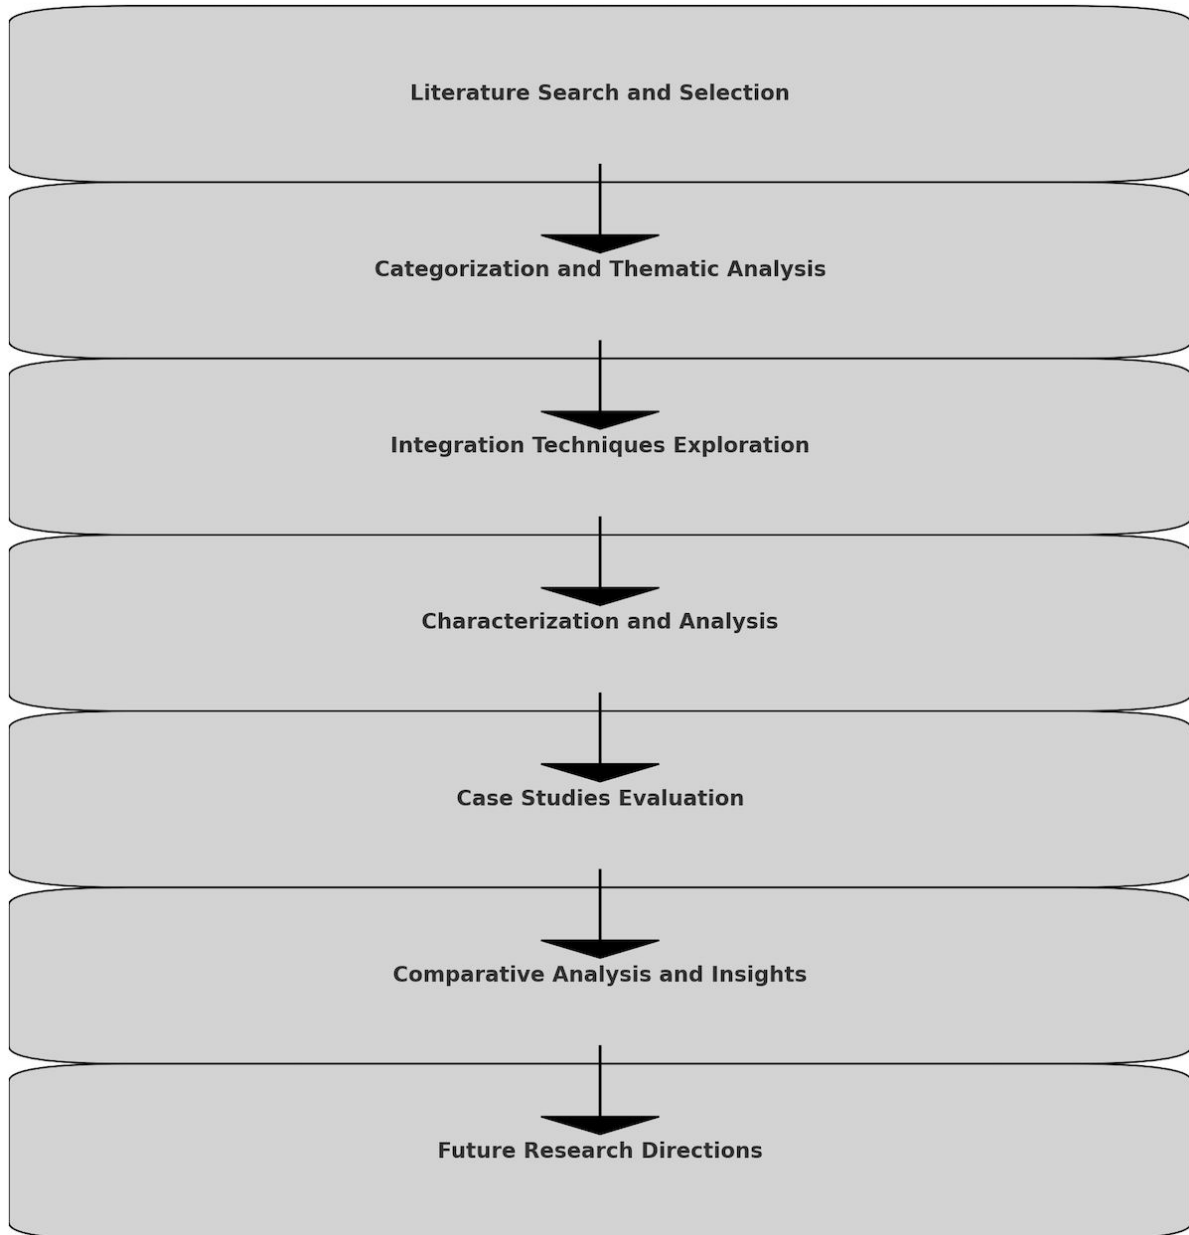 Literature Search and Selection
Categorization and Thematic Analysis
Integration Techniques Exploration
Characterization and Analysis
Case Studies Evaluation
Comparative Analysis and Insights
Future Research Directions